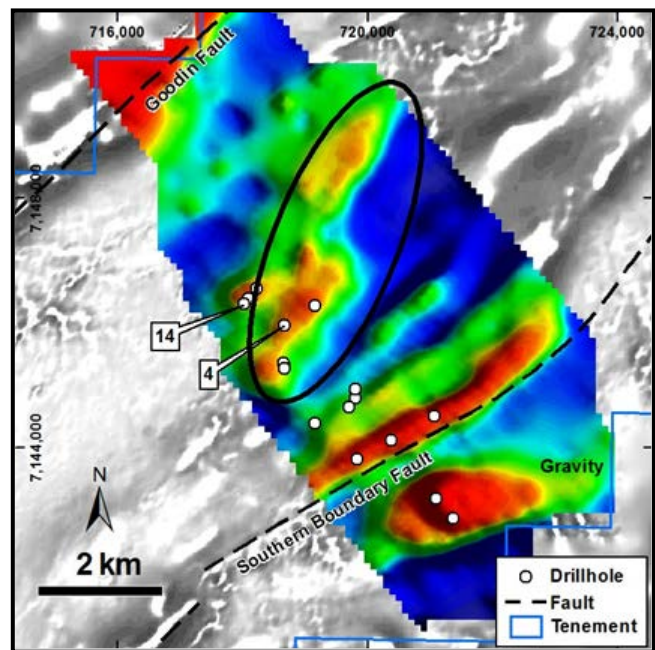 716,000
720,000
724,000
Goodin Fault
7,148,000
14
4
7,144,000
Gravity
Southern Boundary Fault
N
2 km
Drillhole
Fault
Tenement